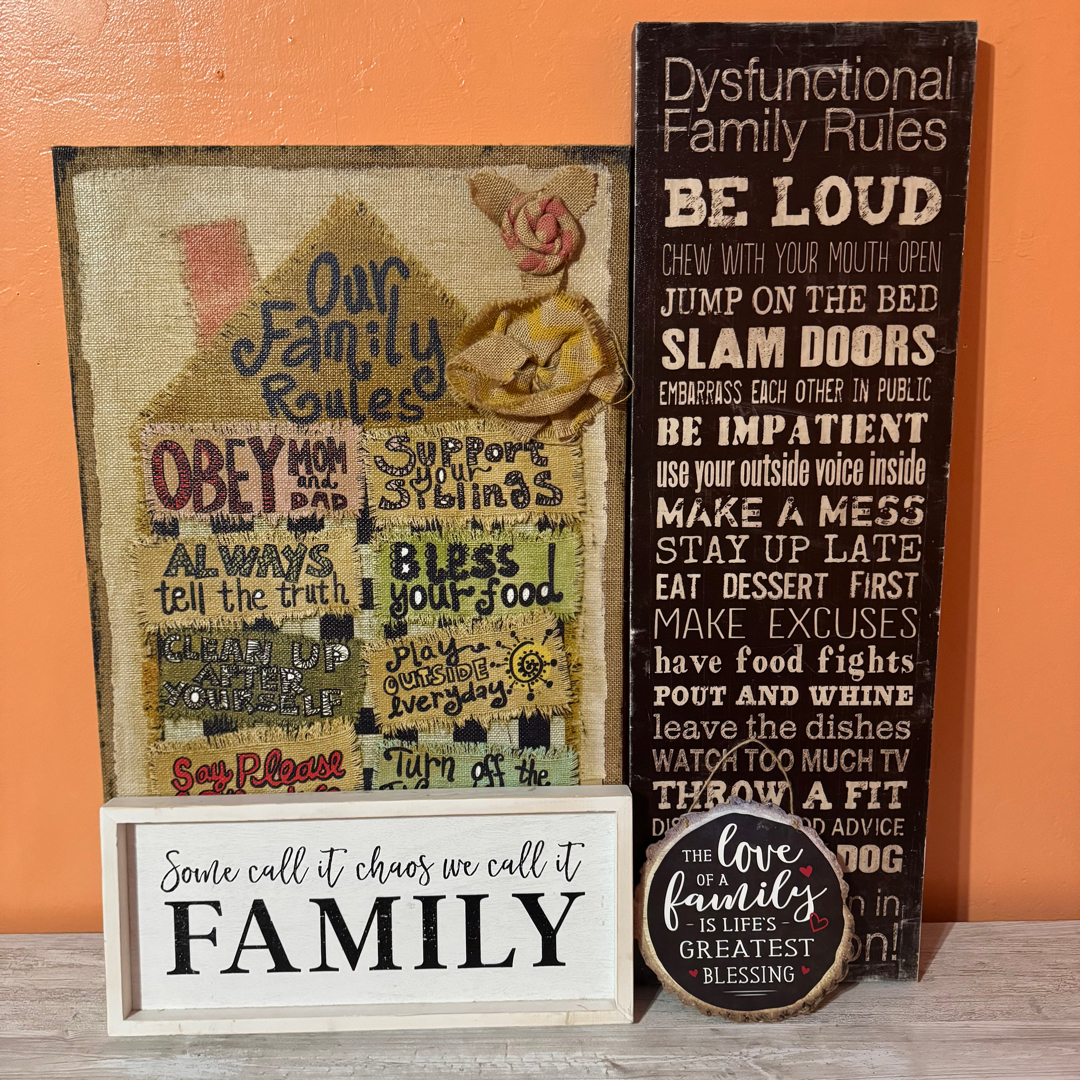 Our
Family
Rules
OBEY MOM
and
DAD
Support
your
Syblings
ALWAYS
tell the truth
Bless
your food
CLEAN UP
AFTER
YOURSELF
Play
OUTSIDE
Everyday
Say Please
Turn off the
Dysfunctional
Family Rules
BE LOUD
CHEW WITH YOUR MOUTH OPEN
JUMP ON THE BED
SLAM DOORS
EMBARRASS EACH OTHER IN PUBLIC
BE IMPATIENT
use your outside voice inside
MAKE A MESS
STAY UP LATE
EAT DESSERT FIRST
MAKE EXCUSES
have food fights
POUT AND WHINE
leave the dishes
WATCH TOO MUCH TV
THROW A FIT
ADVICE
DOG
in
Some call it chaos we call it
FAMILY
THE love
OF A
family
- IS LIFE'S -
GREATEST
BLESSING